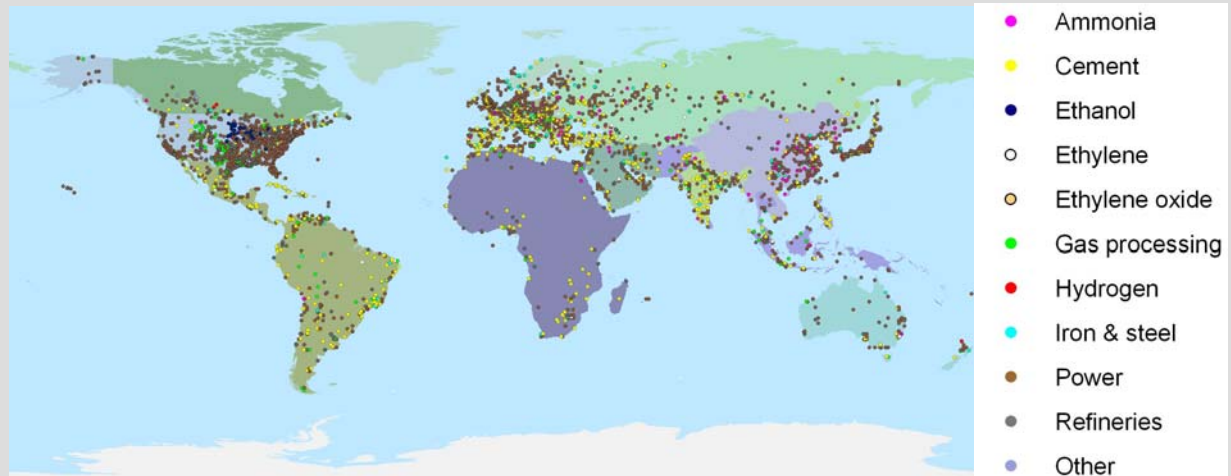 Ammonia
Cement
Ethanol
Ethylene
Ethylene oxide
Gas processing
Hydrogen
Iron & steel
Power
Refineries
Other